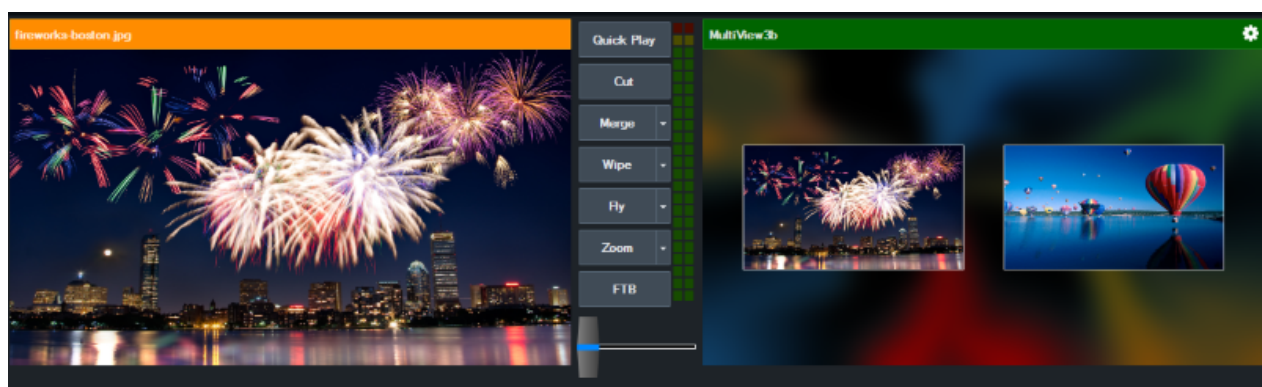 fireworks-boston.jpg
Quick Play
Cut
Merge
Wipe
Fly
Zoom
FTB
MultiView3b